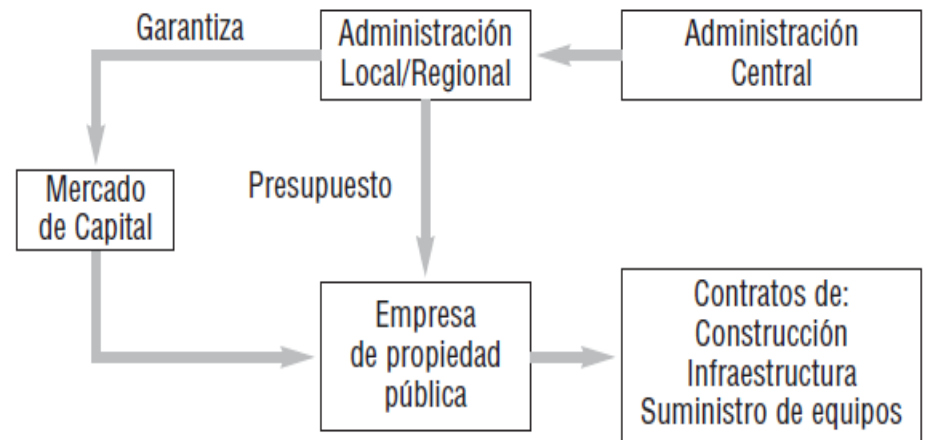 Garantiza
Administración
Local/Regional
Administración
Central
Mercado
de Capital
Presupuesto
Empresa
de propiedad
pública
Contratos de:
Construcción
Infraestructura
Suministro de equipos